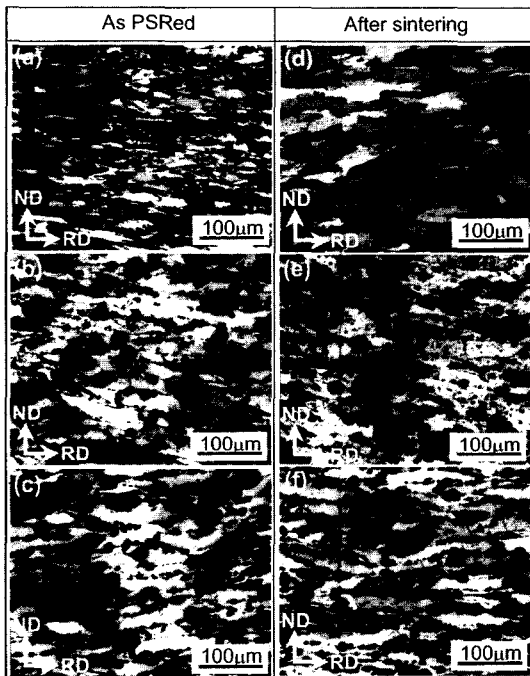 As PSRed After sintering
(a) (d)
ND ND
RD 100μm RD 100μm
(b) (e)
ND ND
RD 100μm RD 100μm
(c) (f)
ND ND
RD 100μm RD 100μm